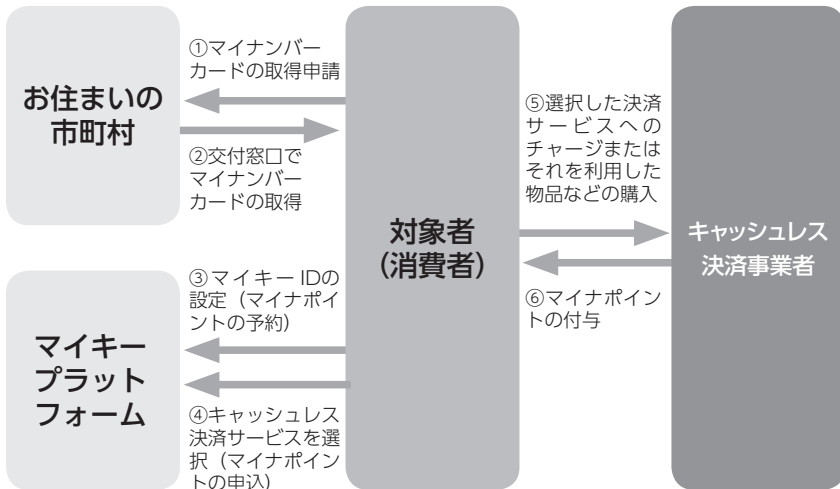 お住まいの
市町村
①マイナンバー
カードの取得申請
②交付窓口で
マイナンバー
カードの取得
マイキー
プラット
フォーム
③マイキー IDの
設定（マイナポイ
ントの予約）
④キャッシュレス
決済サービスを選
択（マイナポイン
トの申込）
対象者
（消費者）
⑤選択した決済
サービスへの
チャージまたは
それを利用した
物品などの購入
⑥マイナポイン
トの付与
キャッシュレス
決済事業者